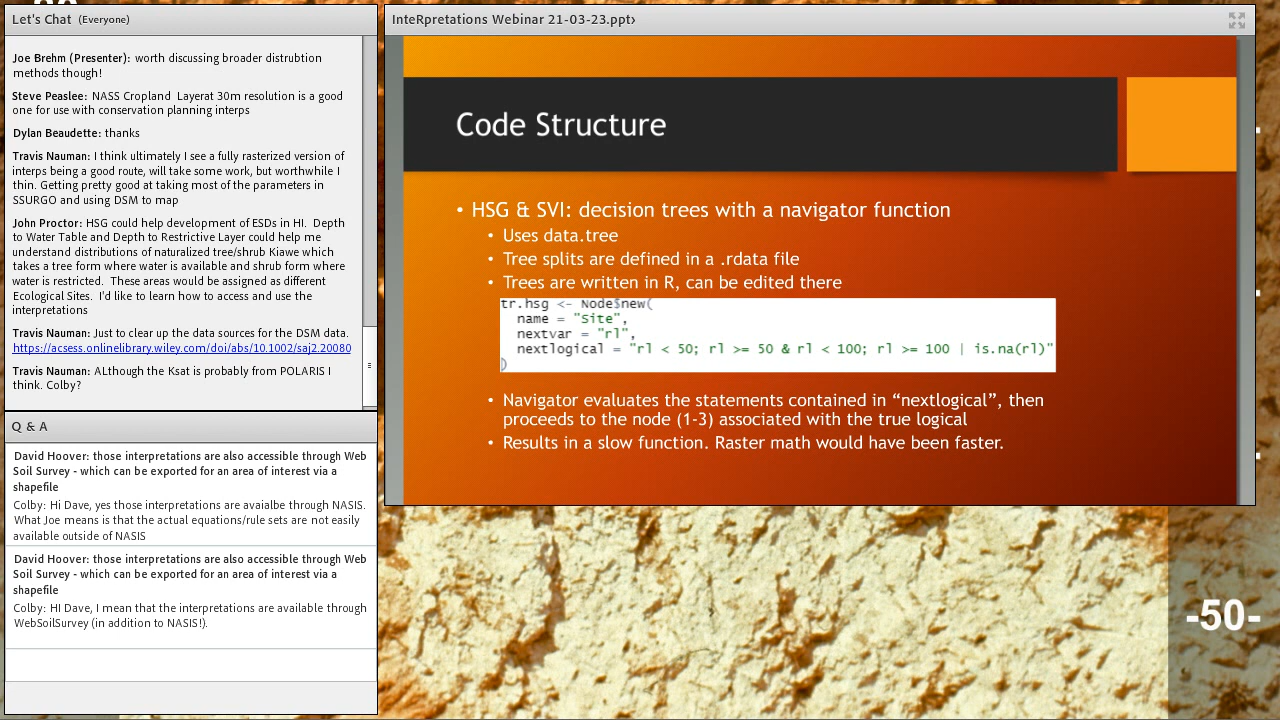 Let's Chat (Everyone)
Joe Brehm (Presenter): worth discussing broader distrubtion
methods though!
Steve Peaslee: NASS Cropland Layerat 30m resolution is a good
one for use with conservation planning interps
Dylan Beaudette: thanks
Travis Nauman: I think ultimately I see a fully rasterized version of
interps being a good route, will take some work, but worthwhile I
thin. Getting pretty good at taking most of the parameters in
SSURGO and using DSM to map
John Proctor: HSG could help development of ESDs in HI. Depth
to Water Table and Depth to Restrictive Layer could help me
understand distributions of naturalized tree/shrub Kiawe which
takes a tree form where water is available and shrub form where
water is restricted. These areas would be assigned as different
Ecological Sites. I'd like to learn how to access and use the
interpretations
Travis Nauman: Just to clear up the data sources for the DSM data.
https://acsess.onlinelibrary.wiley.com/doi/abs/10.1002/saj2.20080
Travis Nauman: ALthough the Ksat is probably from POLARIS I
think. Colby?
Q & A
David Hoover: those interpretations are also accessible through Web
Soil Survey - which can be exported for an area of interest via a
shapefile
Colby: Hi Dave, yes those interpretations are avaialbe through NASIS.
What Joe means is that the actual equations/rule sets are not easily
available outside of NASIS
David Hoover: those interpretations are also accessible through Web
Soil Survey - which can be exported for an area of interest via a
shapefile
Colby: HI Dave, I mean that the interpretations are available through
WebSoilSurvey (in addition to NASIS!).
InteRpretations Webinar 21-03-23.ppt›
Code Structure
• HSG & SVI: decision trees with a navigator function
• Uses data.tree
• Tree splits are defined in a .rdata file
• Trees are written in R, can be edited there
tr.hsg <- Node$new(
name = "Site",
nextvar = "rl",
nextlogical = "rl < 50; rl >= 50 & rl < 100; rl >= 100 | is.na(rl)"
)
• Navigator evaluates the statements contained in “nextlogical”, then
proceeds to the node (1-3) associated with the true logical
• Results in a slow function. Raster math would have been faster.
-50-